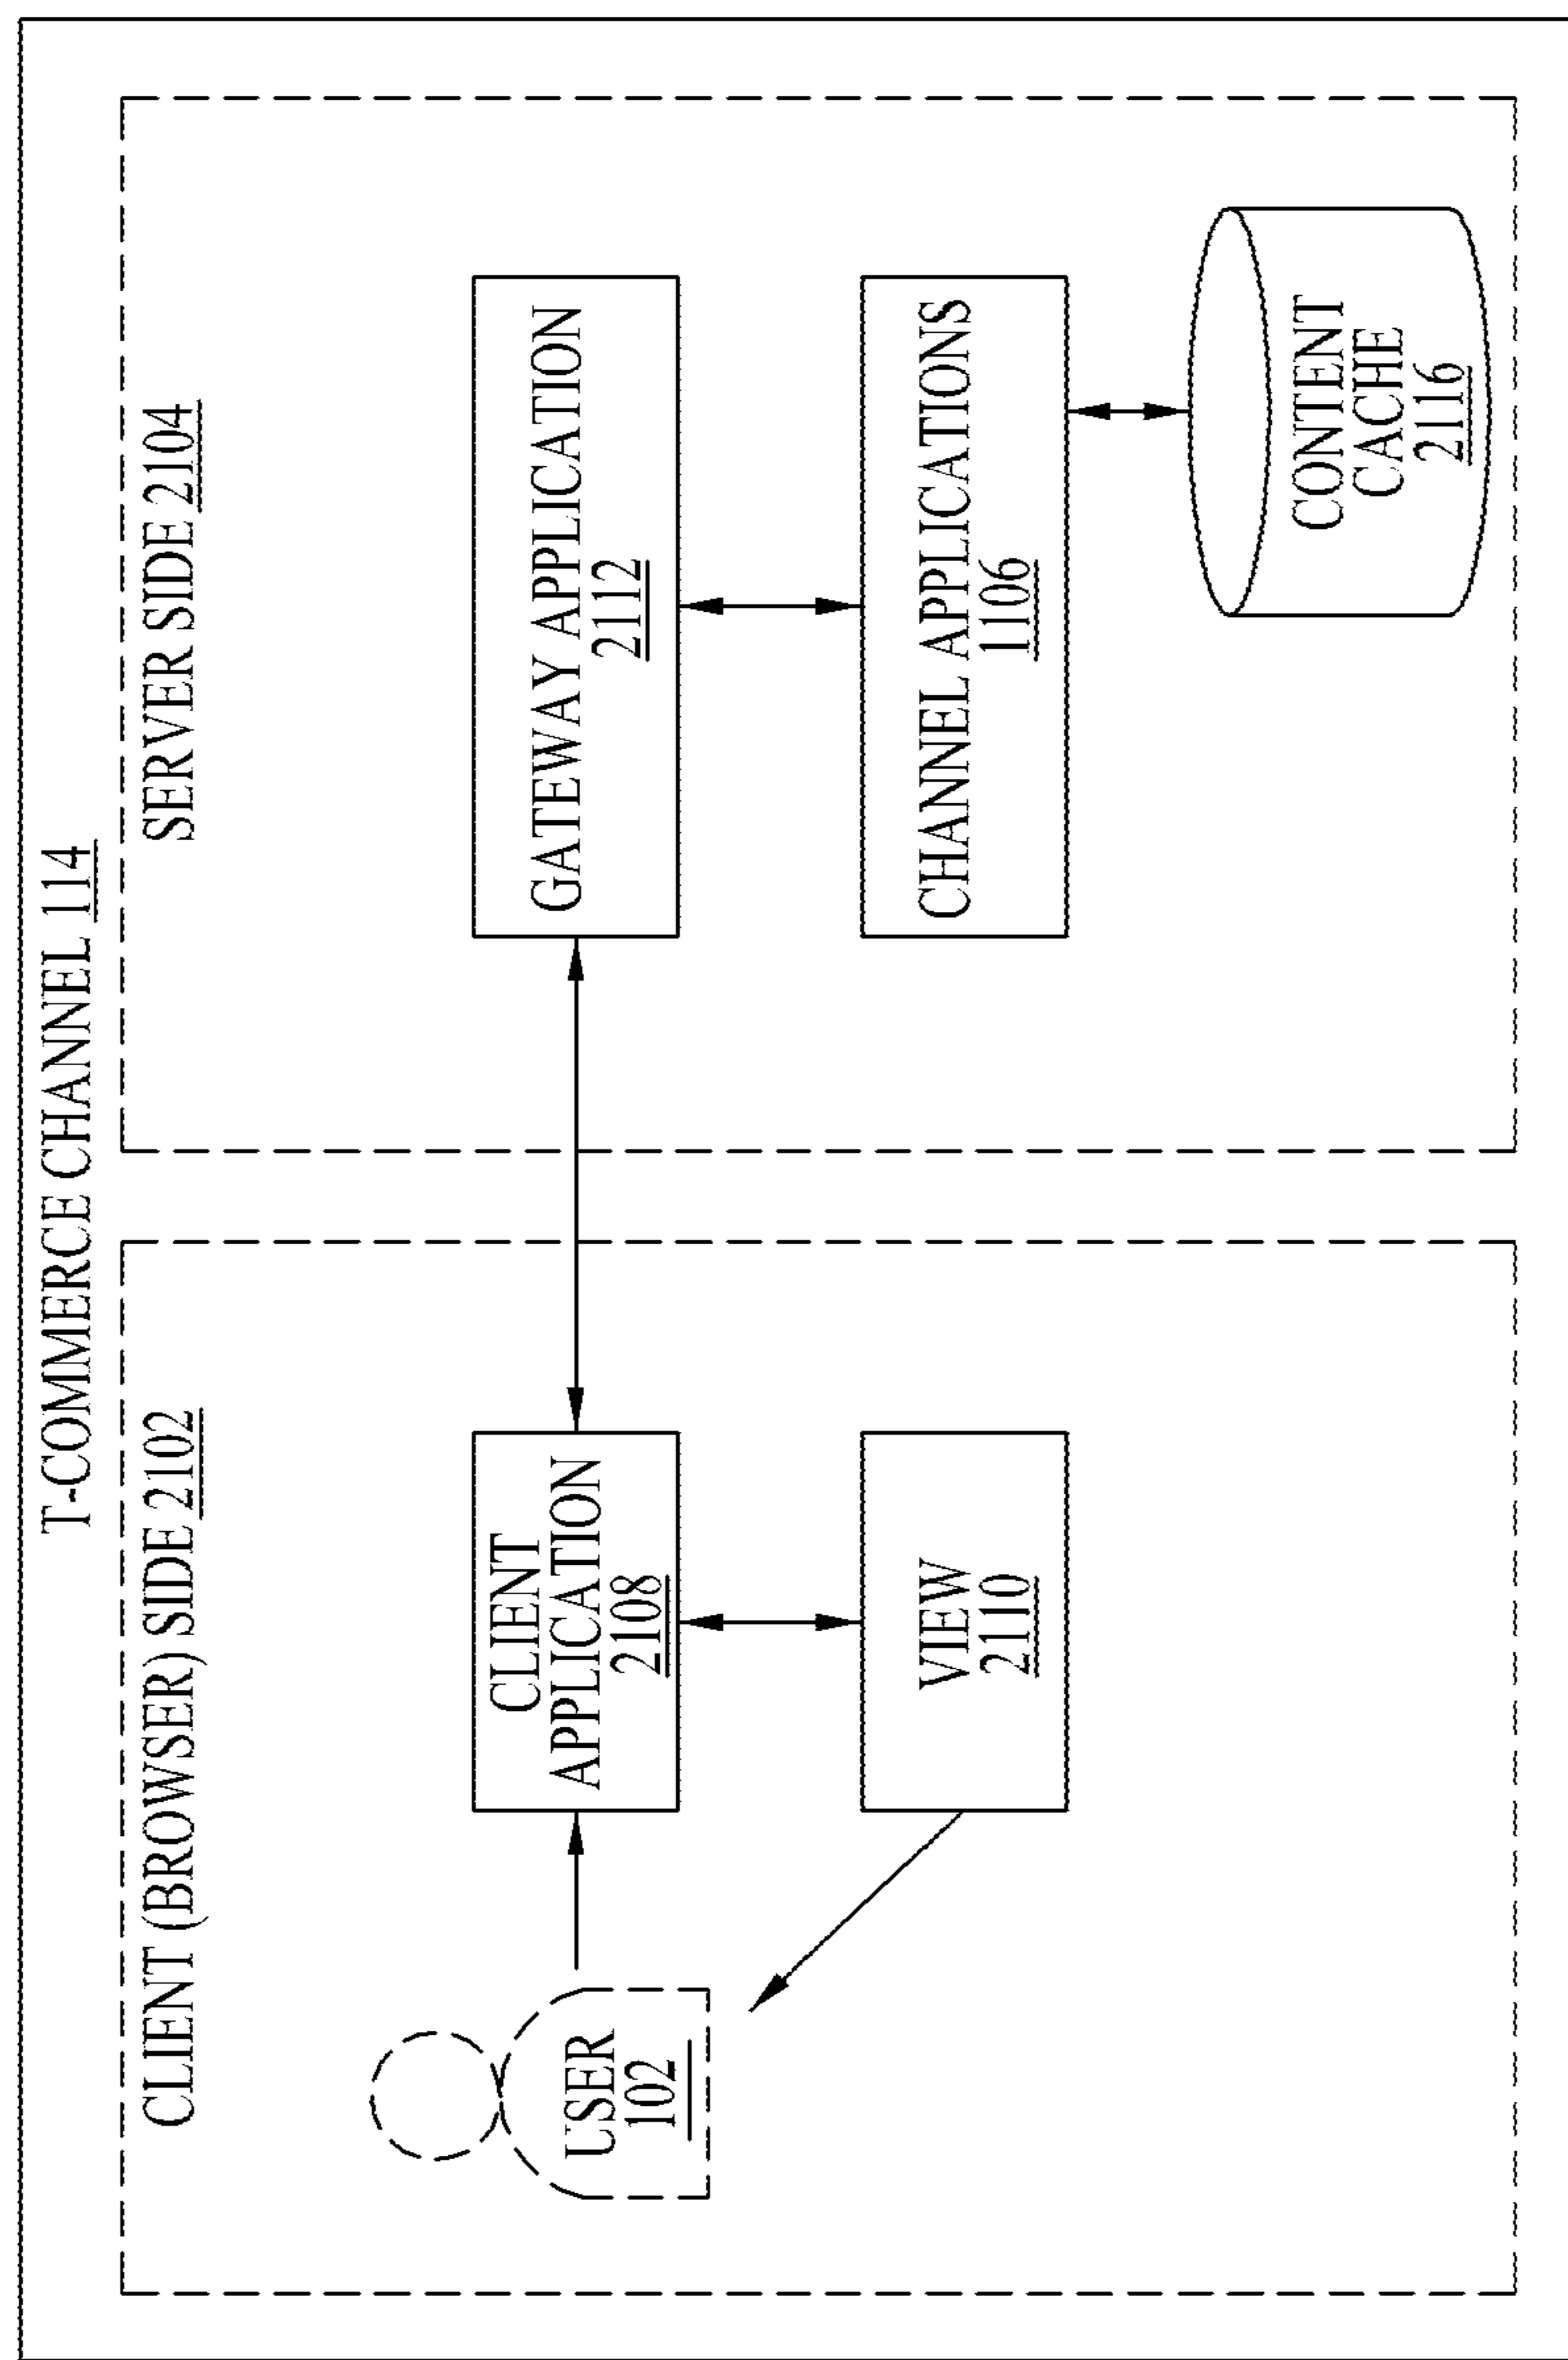 T-COMMERCE CHANNEL 114
CLIENT (BROWSER) SIDE 2102
USER
102
CLIENT
APPLICATION
2108
VIEW
2110
SERVER SIDE 2104
GATEWAY APPLICATION
2112
CHANNEL APPLICATIONS
1106
CONTENT
CACHE
2116